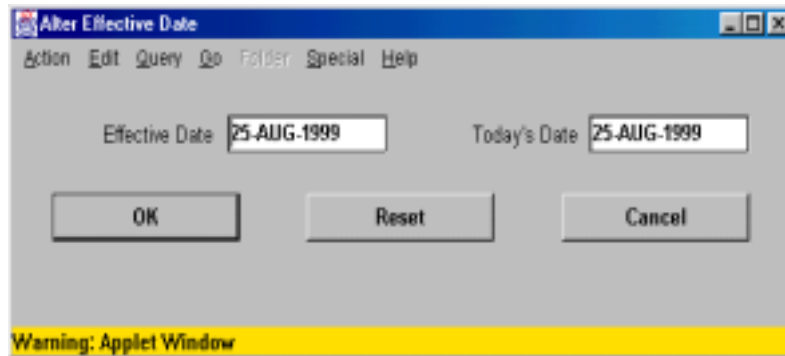 Alter Effective Date
Action Edit Query Go Folder Special Help
Effective Date 25-AUG-1999 Today's Date 25-AUG-1999
OK Reset Cancel
Warning: Applet Window